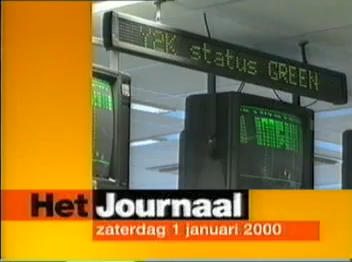 Y2K status GREEN
Het Journaal
zaterdag 1 januari 2000